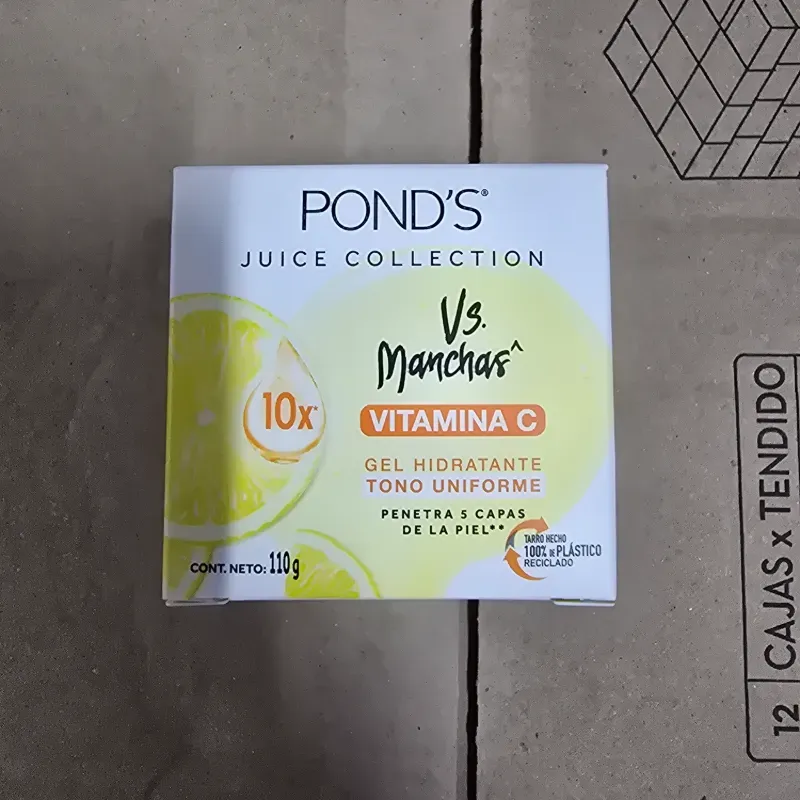 POND'S®
JUICE COLLECTION
Vs.
Manchas^
10x*
VITAMINA C
GEL HIDRATANTE
TONO UNIFORME
PENETRA 5 CAPAS
DE LA PIEL**
TARRO HECHO
100% DE PLÁSTICO
RECICLADO
CONT. NETO: 110 g
12 CAJAS x TENDIDO